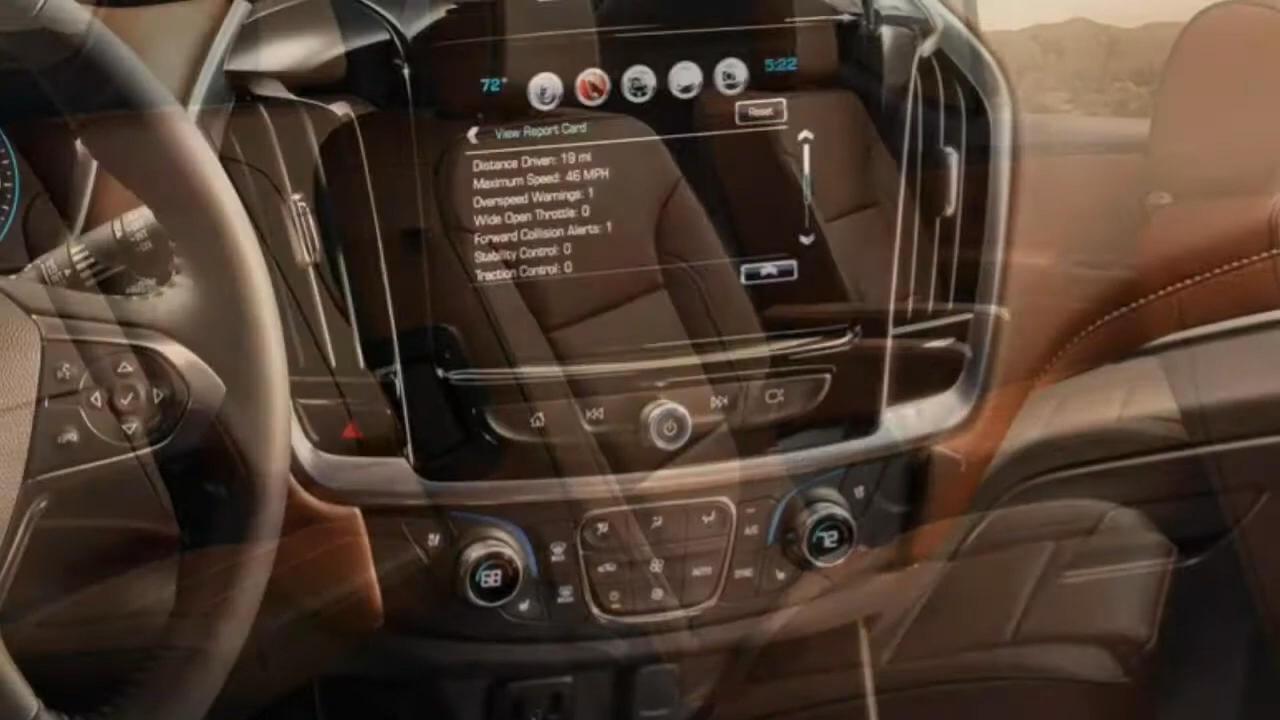 72° 5:22
Reset
View Report Card
Distance Driven: 19 mi
Maximum Speed: 46 MPH
Overspeed Warnings: 1
Wide Open Throttle: 0
Forward Collision Alerts: 1
Stability Control: 0
Traction Control: 0
A/C
72
68
AUTO
SYNC